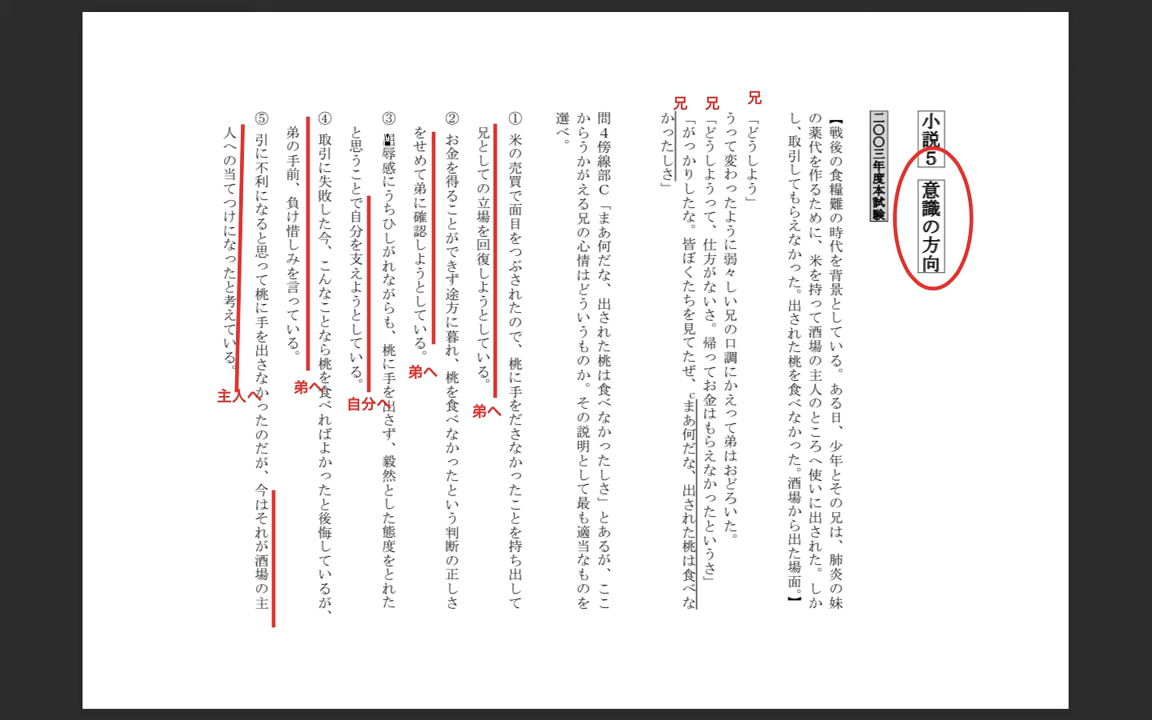 小説5 意識の方向
二〇〇三年度本試験
【戦後の食糧難の時代を背景としている。ある日、少年とその兄は、肺炎の妹
の薬代を作るために、米を持って酒場の主人のところへ使いに出された。しか
し、取引してもらえなかった。出された桃を食べなかった。酒場から出た場面。】
兄
「どうしよう」
うって変わったように弱々しい兄の口調にかえって弟はおどろいた。
兄
「どうしようって、仕方がないさ。帰ってお金はもらえなかったというさ」
兄
「がっかりしたな。皆ぼくたちを見てたぜ、cまあ何だな、出された桃は食べな
かったしさ」
問4傍線部C「まあ何だな、出された桃は食べなかったしさ」とあるが、ここ
からうかがえる兄の心情はどういうものか。その説明として最も適当なものを
選べ。
① 米の売買で面目をつぶされたので、桃に手をださなかったことを持ち出して
兄としての立場を回復しようとしている。
弟へ
② お金を得ることができず途方に暮れ、桃を食べなかったという判断の正しさ
をせめて弟に確認しようとしている。
弟へ
③ 辱感にうちひしがれながらも、桃に手を出さず、毅然とした態度をとれた
と思うことで自分を支えようとしている。
自分へ
④ 取引に失敗した今、こんなことなら桃を食べればよかったと後悔しているが、
弟の手前、負け惜しみを言っている。
弟へ
⑤ 引に不利になると思って桃に手を出さなかったのだが、今はそれが酒場の主
人への当てつけになったと考えている。
主人へ